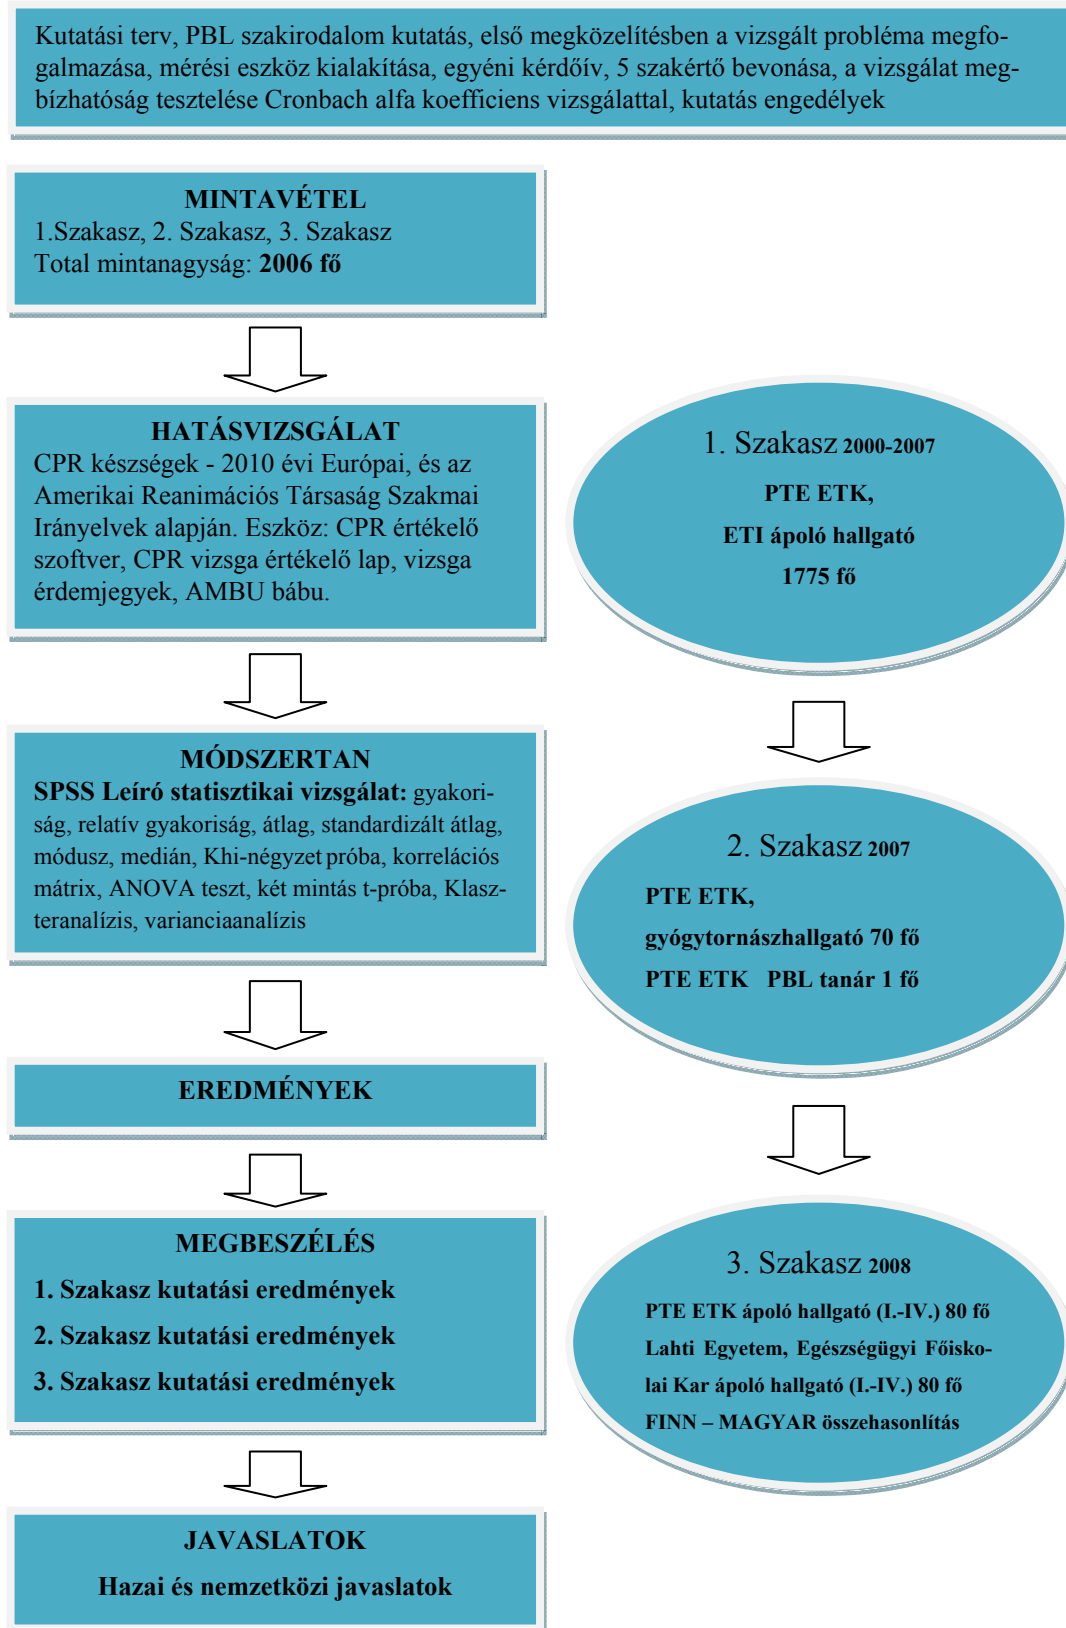 Kutatási terv, PBL szakirodalom kutatás, első megközelítésben a vizsgált probléma megfo-
galmazása, mérési eszköz kialakítása, egyéni kérdőív, 5 szakértő bevonása, a vizsgálat meg-
bízhatóság tesztelése Cronbach alfa koefficiens vizsgálattal, kutatás engedélyek
MINTAVÉTEL
1.Szakasz, 2. Szakasz, 3. Szakasz
Total mintanagyság: 2006 fő
HATÁSVIZSGÁLAT
CPR készségek - 2010 évi Európai, és az
Amerikai Reanimációs Társaság Szakmai
Irányelvek alapján. Eszköz: CPR értékelő
szoftver, CPR vizsga értékelő lap, vizsga
érdemjegyek, AMBU bábu.
MÓDSZERTAN
SPSS Leíró statisztikai vizsgálat: gyakori-
ság, relatív gyakoriság, átlag, standardizált átlag,
módusz, medián, Khi-négyzet próba, korrelációs
mátrix, ANOVA teszt, két mintás t-próba, Klasz-
teranalízis, varianciaanalízis
EREDMÉNYEK
MEGBESZÉLÉS
1. Szakasz kutatási eredmények
2. Szakasz kutatási eredmények
3. Szakasz kutatási eredmények
JAVASLATOK
Hazai és nemzetközi javaslatok
1. Szakasz 2000-2007
PTE ETK,
ETI ápoló hallgató
1775 fő
2. Szakasz 2007
PTE ETK,
gyógytornászhallgató 70 fő
PTE ETK PBL tanár 1 fő
3. Szakasz 2008
PTE ETK ápoló hallgató (I.-IV.) 80 fő
Lahti Egyetem, Egészségügyi Főisko-
lai Kar ápoló hallgató (I.-IV.) 80 fő
FINN – MAGYAR összehasonlítás